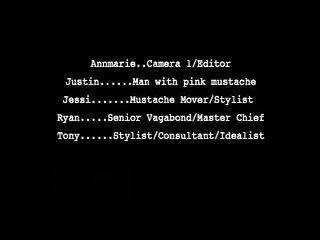 Annmarie..Camera 1/Editor
Justin......Man with pink mustache
Jessi.......Mustache Mover/Stylist
Ryan.....Senior Vagabond/Master Chief
Tony......Stylist/Consultant/Idealist